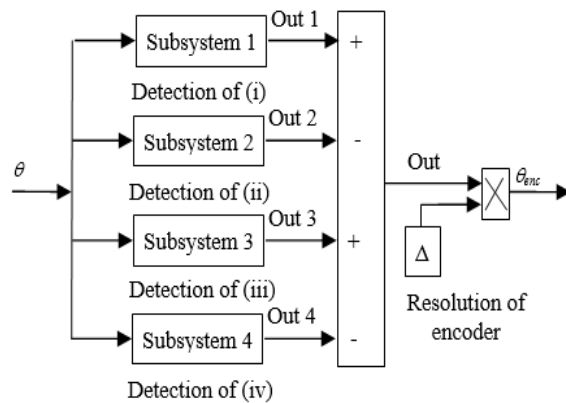 Out 1
Subsystem 1
+
Detection of (i)
Out 2
Subsystem 2
-
Out
θ
θenc
Detection of (ii)
Out 3
Subsystem 3
+
Δ
Detection of (iii)
Resolution of
encoder
Out 4
Subsystem 4
-
Detection of (iv)